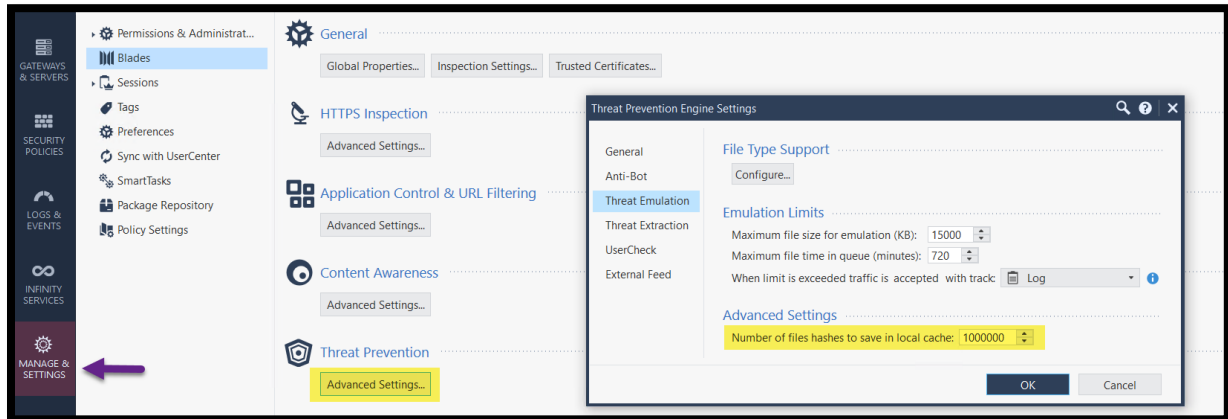 GATEWAYS
& SERVERS
SECURITY
POLICIES
LOGS &
EVENTS
INFINITY
SERVICES
MANAGE &
SETTINGS
Permissions & Administrat...
Blades
Sessions
Tags
Preferences
Sync with UserCenter
SmartTasks
Package Repository
Policy Settings
General
Global Properties... Inspection Settings... Trusted Certificates...
HTTPS Inspection
Advanced Settings...
Application Control & URL Filtering
Advanced Settings...
Content Awareness
Advanced Settings...
Threat Prevention
Advanced Settings...
Threat Prevention Engine Settings
General
Anti-Bot
Threat Emulation
Threat Extraction
UserCheck
External Feed
File Type Support
Configure...
Emulation Limits
Maximum file size for emulation (KB): 15000
Maximum file time in queue (minutes): 720
When limit is exceeded traffic is accepted with track: Log
Advanced Settings
Number of files hashes to save in local cache: 1000000
OK Cancel